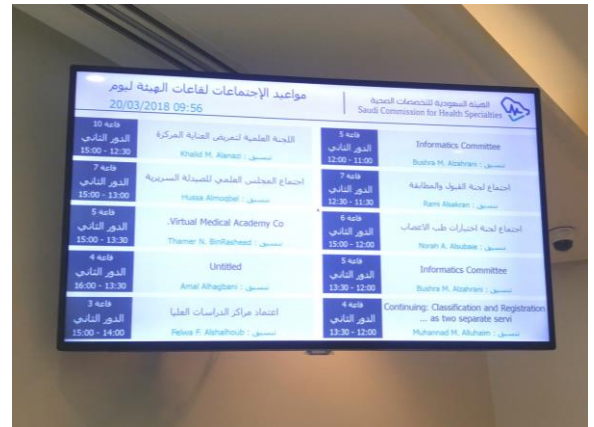 الهيئة السعودية للتخصصات الصحية
Saudi Commission for Health Specialties
مواعيد الإجتماعات لقاعات الهيئة ليوم
20/03/2018 09:56
قاعة 5
الدور الثاني
12:00 - 11:00
Informatics Committee
تنسيق : Bushra M. Alzahrani
قاعة 7
الدور الثاني
12:30 - 11:30
اجتماع لجنة القبول والمطابقة
تنسيق : Rami Alsakran
قاعة 6
الدور الثاني
15:00 - 12:00
اجتماع لجنة اختبارات طب الاعصاب
تنسيق : Norah A. Alsubaie
قاعة 5
الدور الثاني
13:30 - 12:00
Informatics Committee
تنسيق : Bushra M. Alzahrani
قاعة 4
الدور الثاني
13:30 - 12:00
Continuing: Classification and Registration
as two separate servi ...
تنسيق : Muhannad M. Alluhaim
قاعة 10
الدور الثاني
15:00 - 12:30
اللجنة العلمية لتمريض العناية المركزة
تنسيق : Khalid M. Alanazi
قاعة 7
الدور الثاني
15:00 - 13:00
اجتماع المجلس العلمي للصيدلة السريرية
تنسيق : Hussa Almoqbel
قاعة 5
الدور الثاني
15:00 - 13:30
Virtual Medical Academy Co.
تنسيق : Thamer N. BinRasheed
قاعة 4
الدور الثاني
16:00 - 13:30
Untitled
تنسيق : Amal Alhagbani
قاعة 3
الدور الثاني
15:00 - 14:00
اعتماد مراكز الدراسات العليا
تنسيق : Felwa F. Alshalhoub